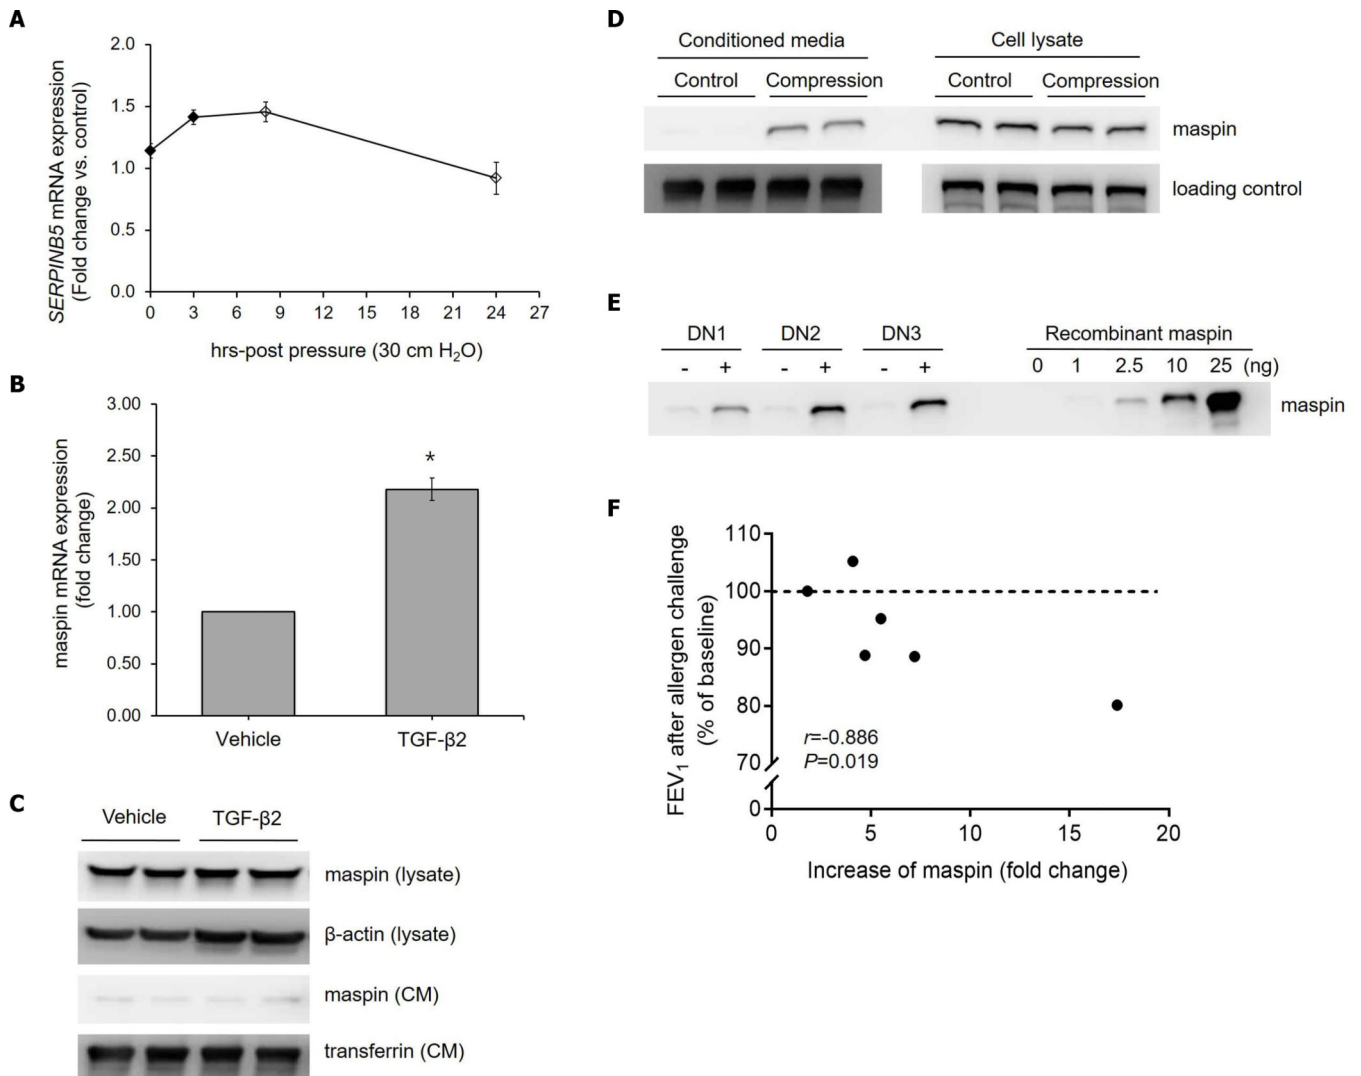 A
SERPINB5 mRNA expression
(Fold change vs. control)
2.0
1.5
1.0
0.5
0.0
0 3 6 9 12 15 18 21 24 27
hrs-post pressure (30 cm H₂O)
B
maspin mRNA expression
(fold change)
3.00
2.50
2.00
1.50
1.00
0.50
0.00
*
Vehicle TGF-β2
C
Vehicle TGF-β2
maspin (lysate)
β-actin (lysate)
maspin (CM)
transferrin (CM)
D
Conditioned media Cell lysate
Control Compression Control Compression
maspin
loading control
E
DN1 DN2 DN3 Recombinant maspin
- + - + - + 0 1 2.5 10 25 (ng)
maspin
F
FEV₁ after allergen challenge
(% of baseline)
110
100
90
80
70
0
r=-0.886
P=0.019
0 5 10 15 20
Increase of maspin (fold change)